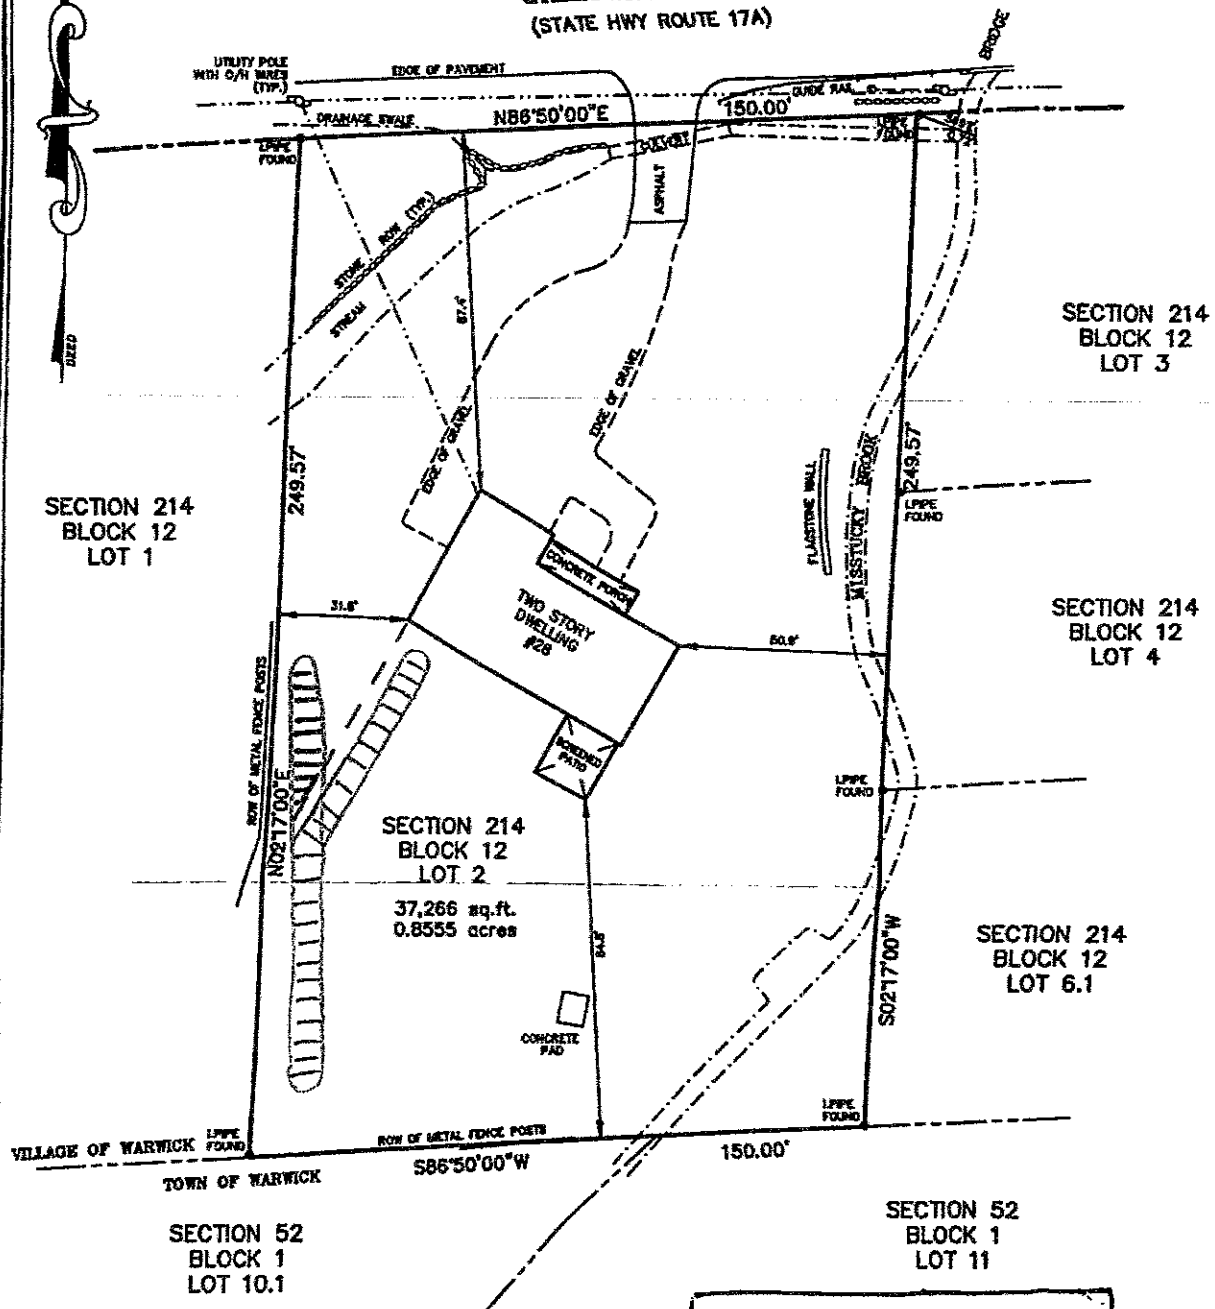 (STATE HWY ROUTE 17A)
BRIDGE
UTILITY POLE
WITH O/H WIRES
(TYP.)
EDGE OF PAVEMENT
GUIDE RAIL
N86°50'00"E
150.00'
DRAINAGE SWALE
I.PIPE
FOUND
I.PIPE
FOUND
ASPHALT
STONE ROW (TYP.)
STREAM
DEED
EDGE OF GRAVEL
EDGE OF GRAVEL
SECTION 214
BLOCK 12
LOT 3
249.57'
249.57'
SECTION 214
BLOCK 12
LOT 1
FLAGSTONE WALL
MISSTUCKY BROOK
I.PIPE
FOUND
CONCRETE PORCH
TWO STORY
DWELLING
#28
31.8'
SECTION 214
BLOCK 12
LOT 4
ROW OF METAL FENCE POSTS
SCREENED
PATIO
I.PIPE
FOUND
N02°17'00"E
SECTION 214
BLOCK 12
LOT 2
37,266 sq.ft.
0.8555 acres
SECTION 214
BLOCK 12
LOT 6.1
S02°17'00"W
CONCRETE
PAD
I.PIPE
FOUND
VILLAGE OF WARWICK
I.PIPE
FOUND
ROW OF METAL FENCE POSTS
S86°50'00"W
150.00'
TOWN OF WARWICK
SECTION 52
BLOCK 1
LOT 10.1
SECTION 52
BLOCK 1
LOT 11